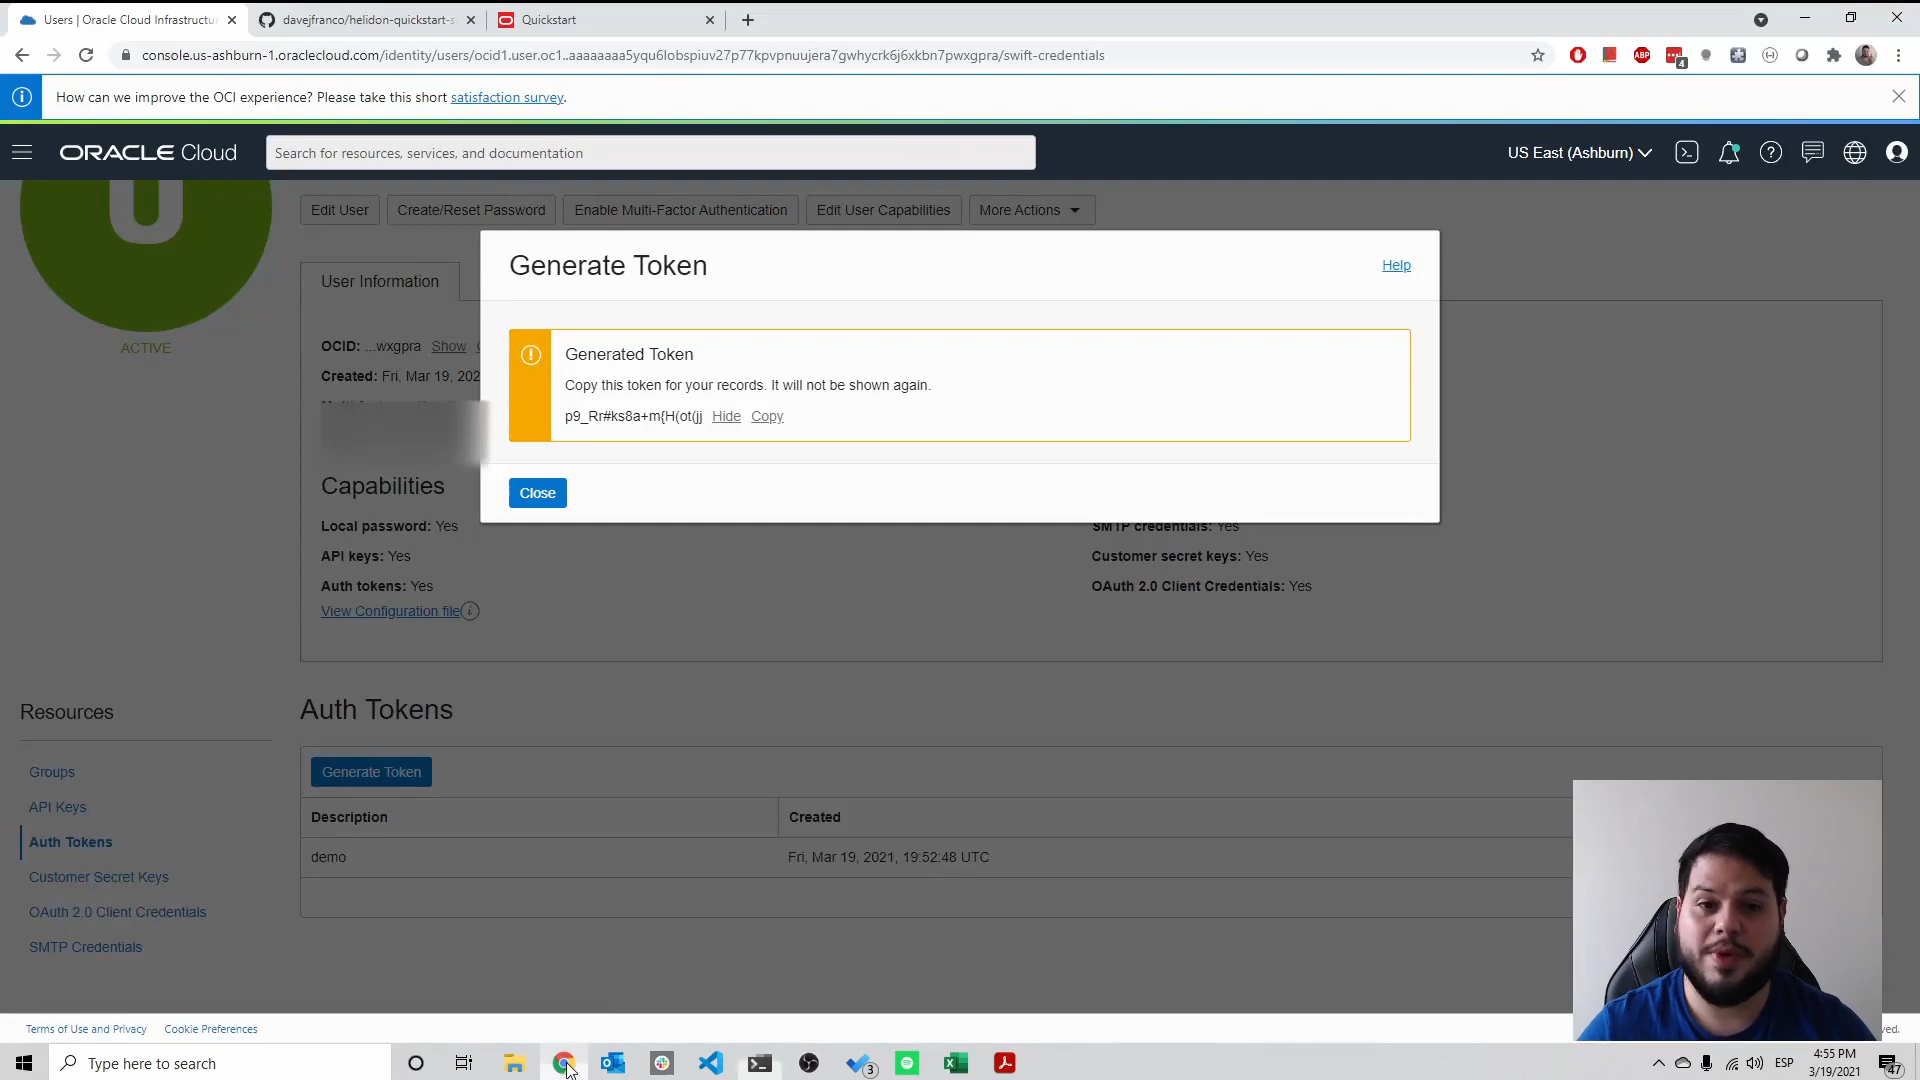 Users | Oracle Cloud Infrastructur
davejfranco/helidon-quickstart-s
Quickstart
console.us-ashburn-1.oraclecloud.com/identity/users/ocid1.user.oc1..aaaaaaaa5yqu6lobspiuv27p77kpvpnuujera7gwhycrk6j6xkbn7pwxgpra/swift-credentials
ABP
4
How can we improve the OCI experience? Please take this short satisfaction survey.
ORACLE Cloud
Search for resources, services, and documentation
US East (Ashburn)
U
ACTIVE
Edit User
Create/Reset Password
Enable Multi-Factor Authentication
Edit User Capabilities
More Actions
Generate Token
Help
User Information
Generated Token
Copy this token for your records. It will not be shown again.
p9_Rr#ks8a+m{H(ot(jj Hide Copy
Close
OCID: ...wxgpra Show
Created: Fri, Mar 19, 202
Capabilities
Local password: Yes
SMTP credentials: Yes
API keys: Yes
Customer secret keys: Yes
Auth tokens: Yes
OAuth 2.0 Client Credentials: Yes
View Configuration file
Resources
Groups
API Keys
Auth Tokens
Customer Secret Keys
OAuth 2.0 Client Credentials
SMTP Credentials
Auth Tokens
Generate Token
Description
Created
demo
Fri, Mar 19, 2021, 19:52:48 UTC
Terms of Use and Privacy
Cookie Preferences
ved.
Type here to search
3
ESP
4:55 PM
3/19/2021
47